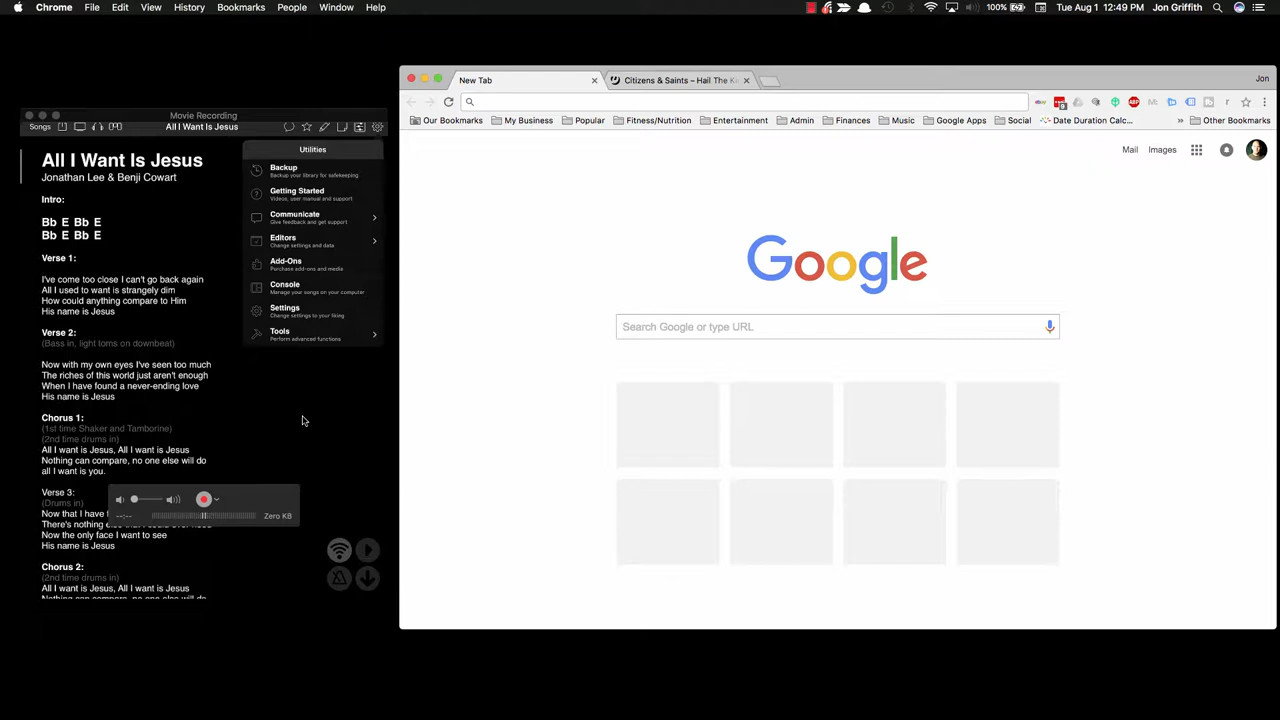 Chrome File Edit View History Bookmarks People Window Help
100% Tue Aug 1 12:49 PM Jon Griffith
Movie Recording
Songs All I Want Is Jesus
All I Want Is Jesus
Jonathan Lee & Benji Cowart
Intro:
Bb E Bb E
Bb E Bb E
Verse 1:
I've come too close I can't go back again
All I used to want is strangely dim
How could anything compare to Him
His name is Jesus
Verse 2:
(Bass in, light toms on downbeat)
Now with my own eyes I've seen too much
The riches of this world just aren't enough
When I have found a never-ending love
His name is Jesus
Chorus 1:
(1st time Shaker and Tamborine)
(2nd time drums in)
All I want is Jesus, All I want is Jesus
Nothing can compare, no one else will do
all I want is you.
Verse 3:
(Drums in)
Now that I have
There's nothing
Now the only face I want to see
His name is Jesus
Chorus 2:
(2nd time drums in)
All I want is Jesus, All I want is Jesus
Nothing can compare, no one else will do
Utilities
Backup
Backup your library for safekeeping
Getting Started
Videos, user manual and support
Communicate
Give feedback and get support
Editors
Change settings and data
Add-Ons
Purchase add-ons and media
Console
Manage your songs on your computer
Settings
Change settings to your liking
Tools
Perform advanced functions
--:-- Zero KB
New Tab Citizens & Saints – Hail The Ki
Jon
Our Bookmarks My Business Popular Fitness/Nutrition Entertainment Admin Finances Music Google Apps Social Date Duration Calc... » Other Bookmarks
Mail Images
Google
Search Google or type URL